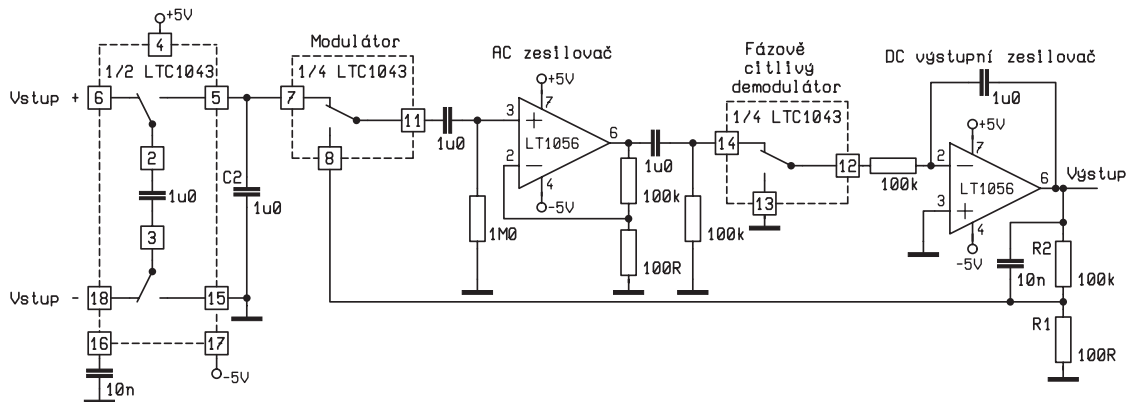 +5V
4
1/2 LTC1043
Vstup +
6
5
2
1u0
3
C2
1u0
Vstup -
18
15
16
17
10n
-5V
Modulátor
1/4 LTC1043
7
11
8
1u0
AC zesilovač
+5V
7
3
+
LT1056
2
-
6
4
-5V
1M0
100k
100R
1u0
100k
Fázově
citlivý
demodulátor
1/4 LTC1043
14
12
13
100k
DC výstupní zesilovač
1u0
+5V
7
2
-
LT1056
3
+
6
4
-5V
Výstup
10n
R2
100k
R1
100R